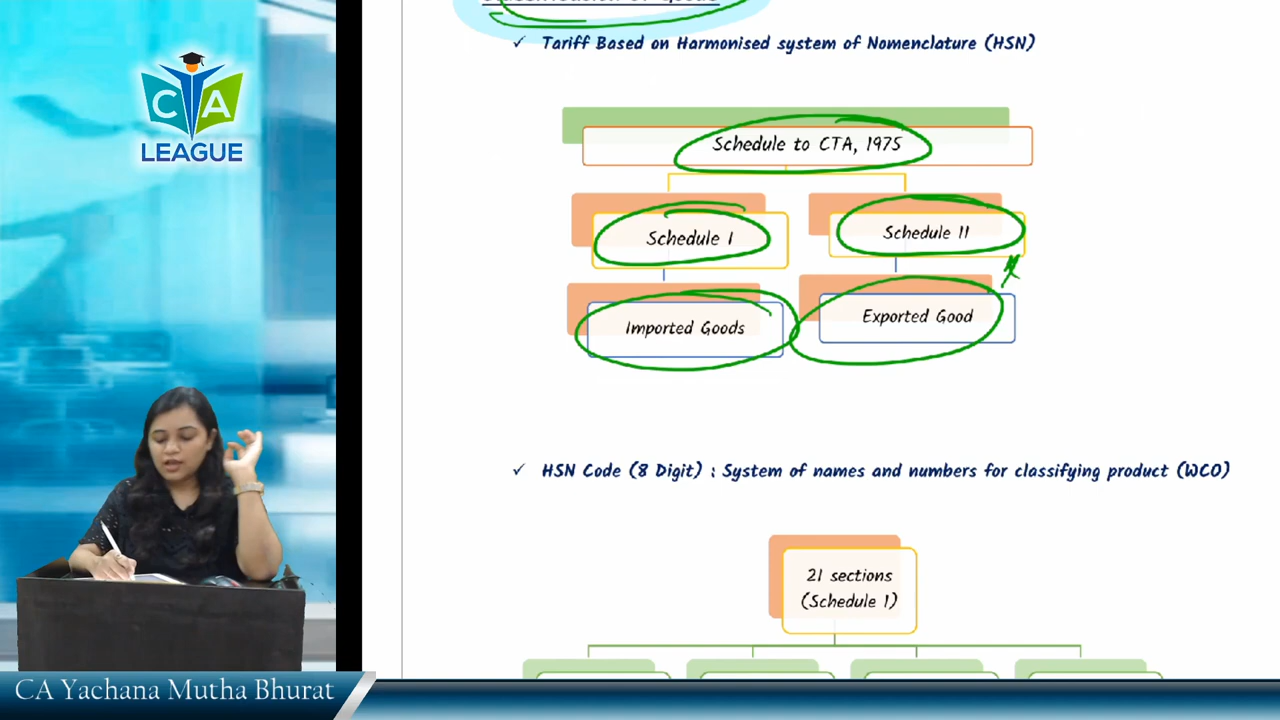 ✓ Tariff Based on Harmonised system of Nomenclature (HSN)
CTA
LEAGUE
Schedule to CTA, 1975
Schedule I
Schedule II
Imported Goods
Exported Good
✓ HSN Code (8 Digit) : System of names and numbers for classifying product (WCO)
21 sections
(Schedule 1)
CA Yachana Mutha Bhurat